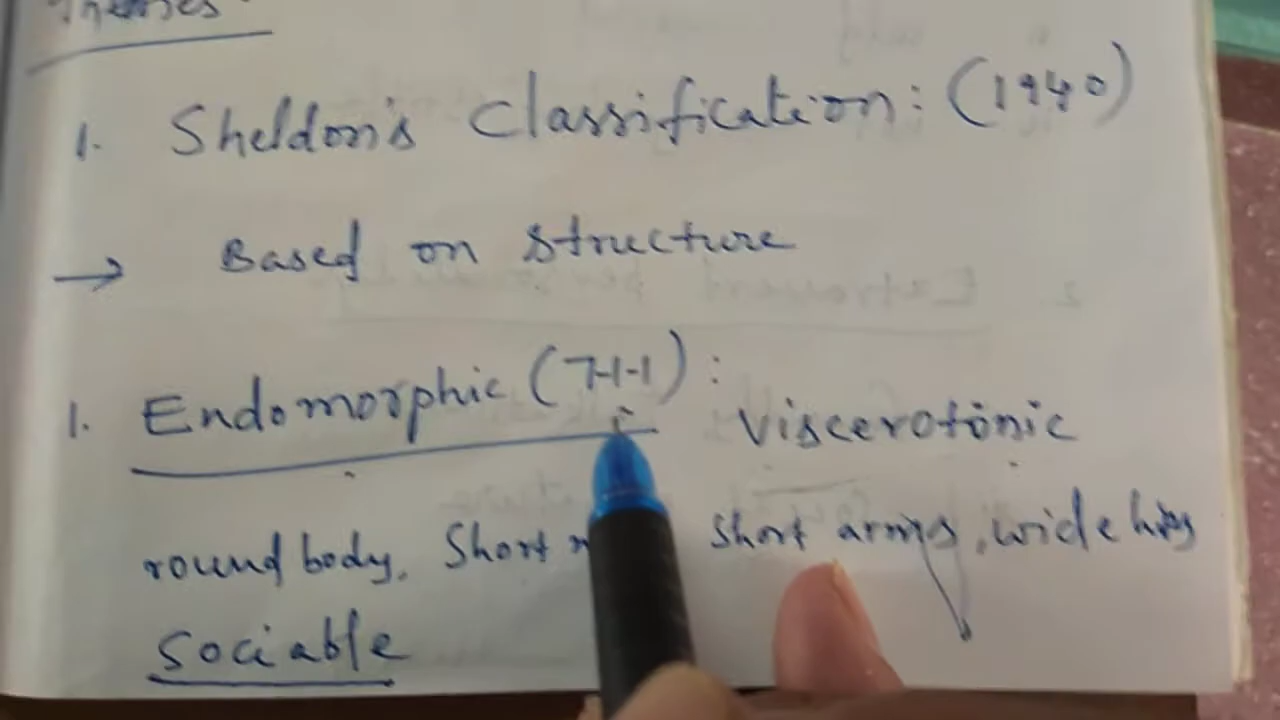 Theories
1. Sheldon's Classification: (1940)
→ Based on structure
1. Endomorphic (7-1-1): Viscerotonic
round body, Short short arms, wide hips
Sociable